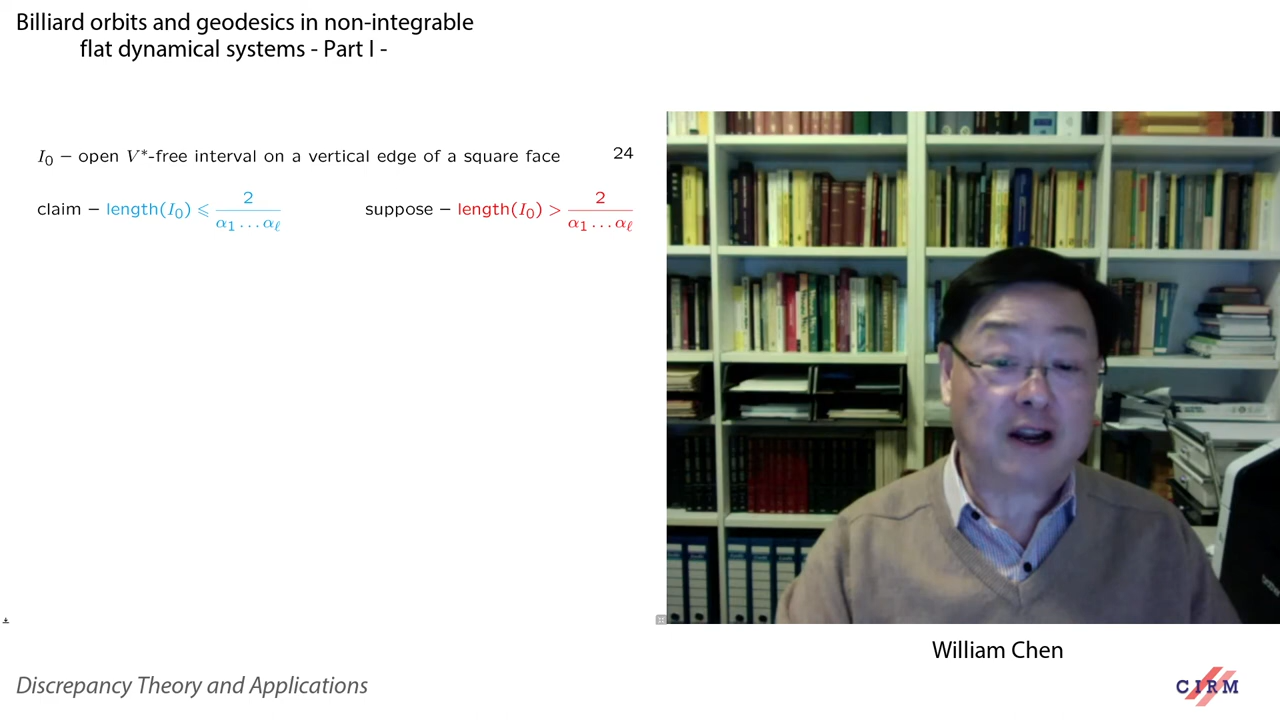 Billiard orbits and geodesics in non-integrable
flat dynamical systems - Part I -
I₀ – open V*-free interval on a vertical edge of a square face 24
claim – length(I₀) ⩽ 2/(α₁…αℓ) suppose – length(I₀) > 2/(α₁…αℓ)
William Chen
Discrepancy Theory and Applications
CIRM